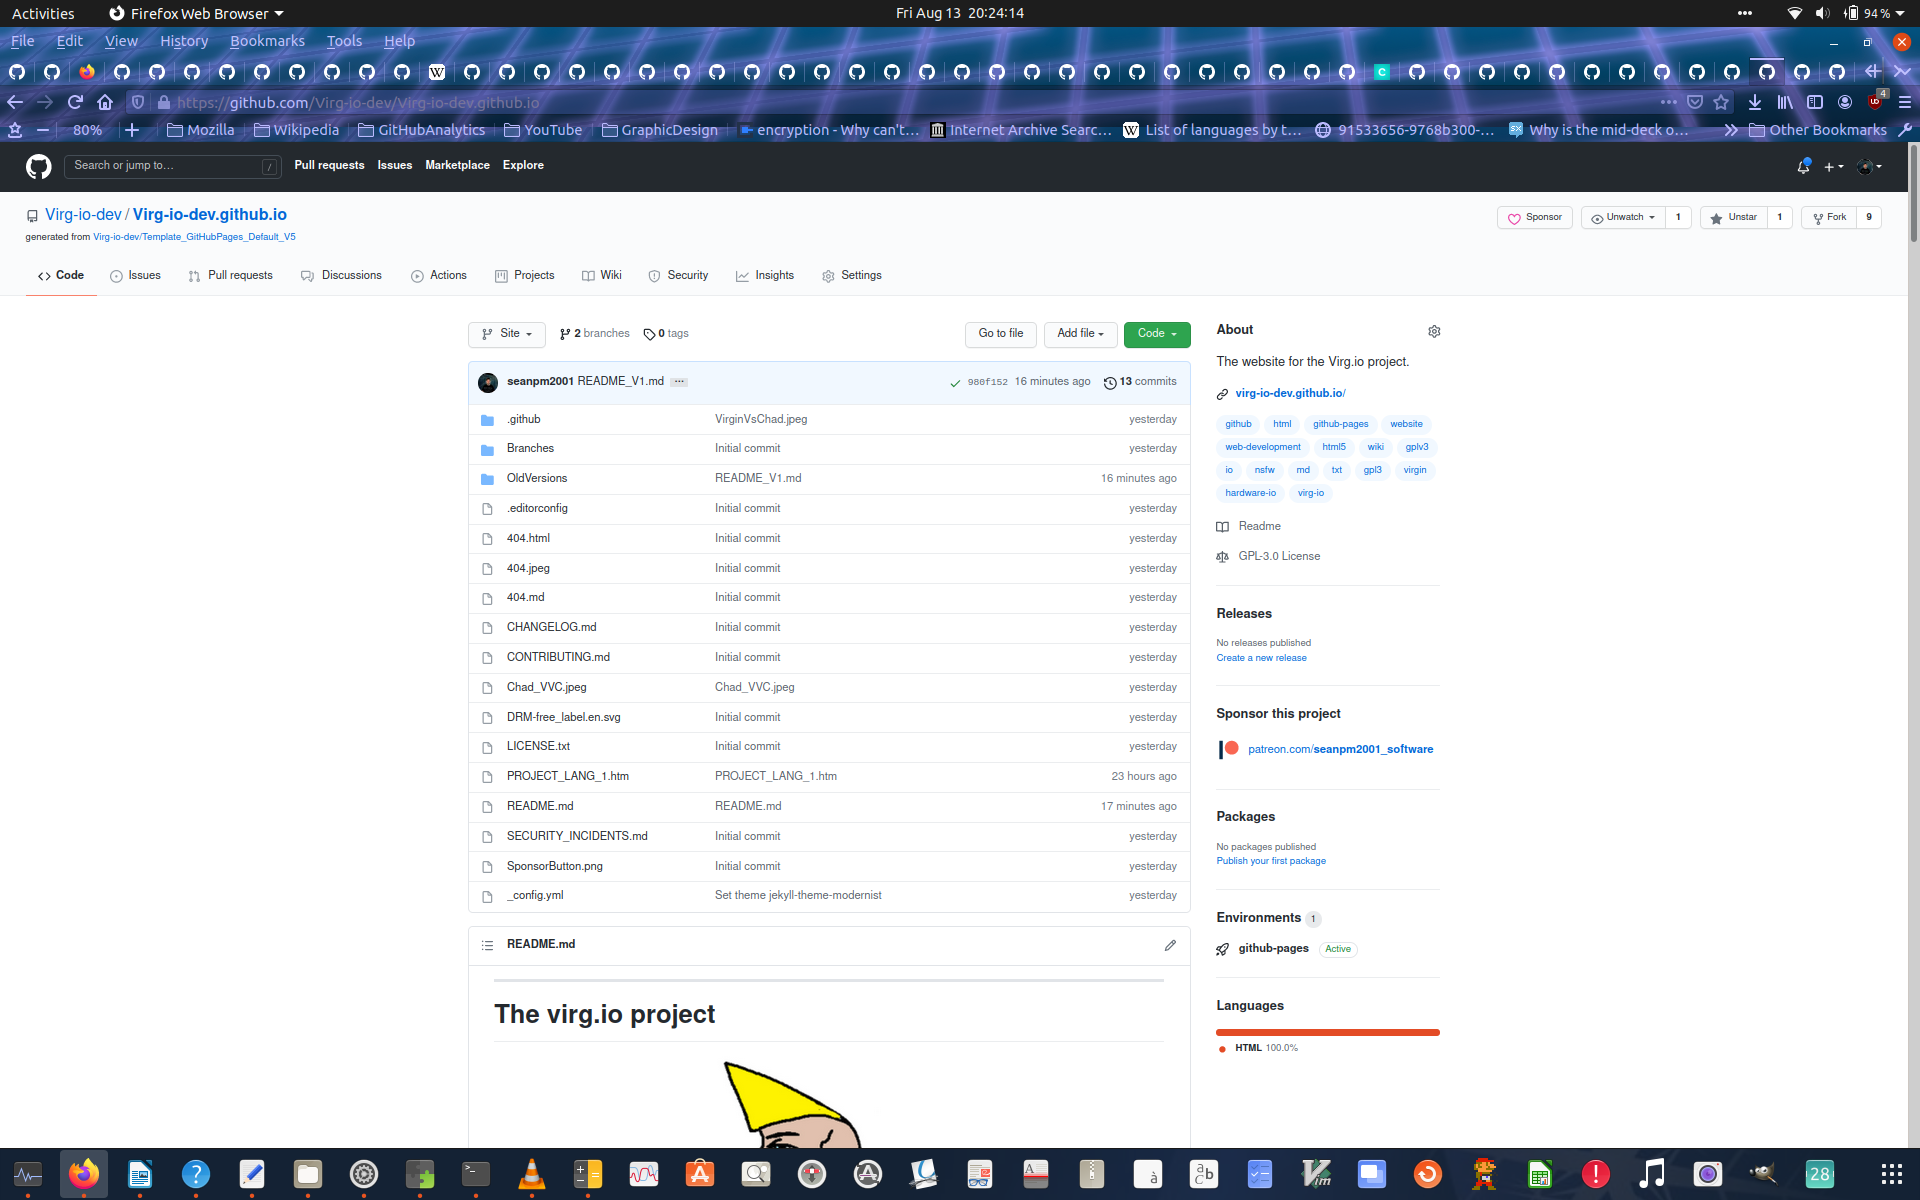 Activities Firefox Web Browser Fri Aug 13 20:24:14 94 %
File Edit View History Bookmarks Tools Help
https://github.com/Virg-io-dev/Virg-io-dev.github.io 4
80% Mozilla Wikipedia GitHubAnalytics YouTube GraphicDesign encryption - Why can't… Internet Archive Searc… List of languages by t… 91533656-9768b300-… Why is the mid-deck o… Other Bookmarks
Search or jump to… / Pull requests Issues Marketplace Explore
Virg-io-dev / Virg-io-dev.github.io Sponsor Unwatch 1 Unstar 1 Fork 9
generated from Virg-io-dev/Template_GitHubPages_Default_V5
Code Issues Pull requests Discussions Actions Projects Wiki Security Insights Settings
Site 2 branches 0 tags Go to file Add file Code
seanpm2001 README_V1.md ... 980f152 16 minutes ago 13 commits
.github VirginVsChad.jpeg yesterday
Branches Initial commit yesterday
OldVersions README_V1.md 16 minutes ago
.editorconfig Initial commit yesterday
404.html Initial commit yesterday
404.jpeg Initial commit yesterday
404.md Initial commit yesterday
CHANGELOG.md Initial commit yesterday
CONTRIBUTING.md Initial commit yesterday
Chad_VVC.jpeg Chad_VVC.jpeg yesterday
DRM-free_label.en.svg Initial commit yesterday
LICENSE.txt Initial commit yesterday
PROJECT_LANG_1.htm PROJECT_LANG_1.htm 23 hours ago
README.md README.md 17 minutes ago
SECURITY_INCIDENTS.md Initial commit yesterday
SponsorButton.png Initial commit yesterday
_config.yml Set theme jekyll-theme-modernist yesterday
README.md
The virg.io project
About
The website for the Virg.io project.
virg-io-dev.github.io/
github html github-pages website
web-development html5 wiki gplv3
io nsfw md txt gpl3 virgin
hardware-io virg-io
Readme
GPL-3.0 License
Releases
No releases published
Create a new release
Sponsor this project
patreon.com/seanpm2001_software
Packages
No packages published
Publish your first package
Environments 1
github-pages Active
Languages
HTML 100.0%
28